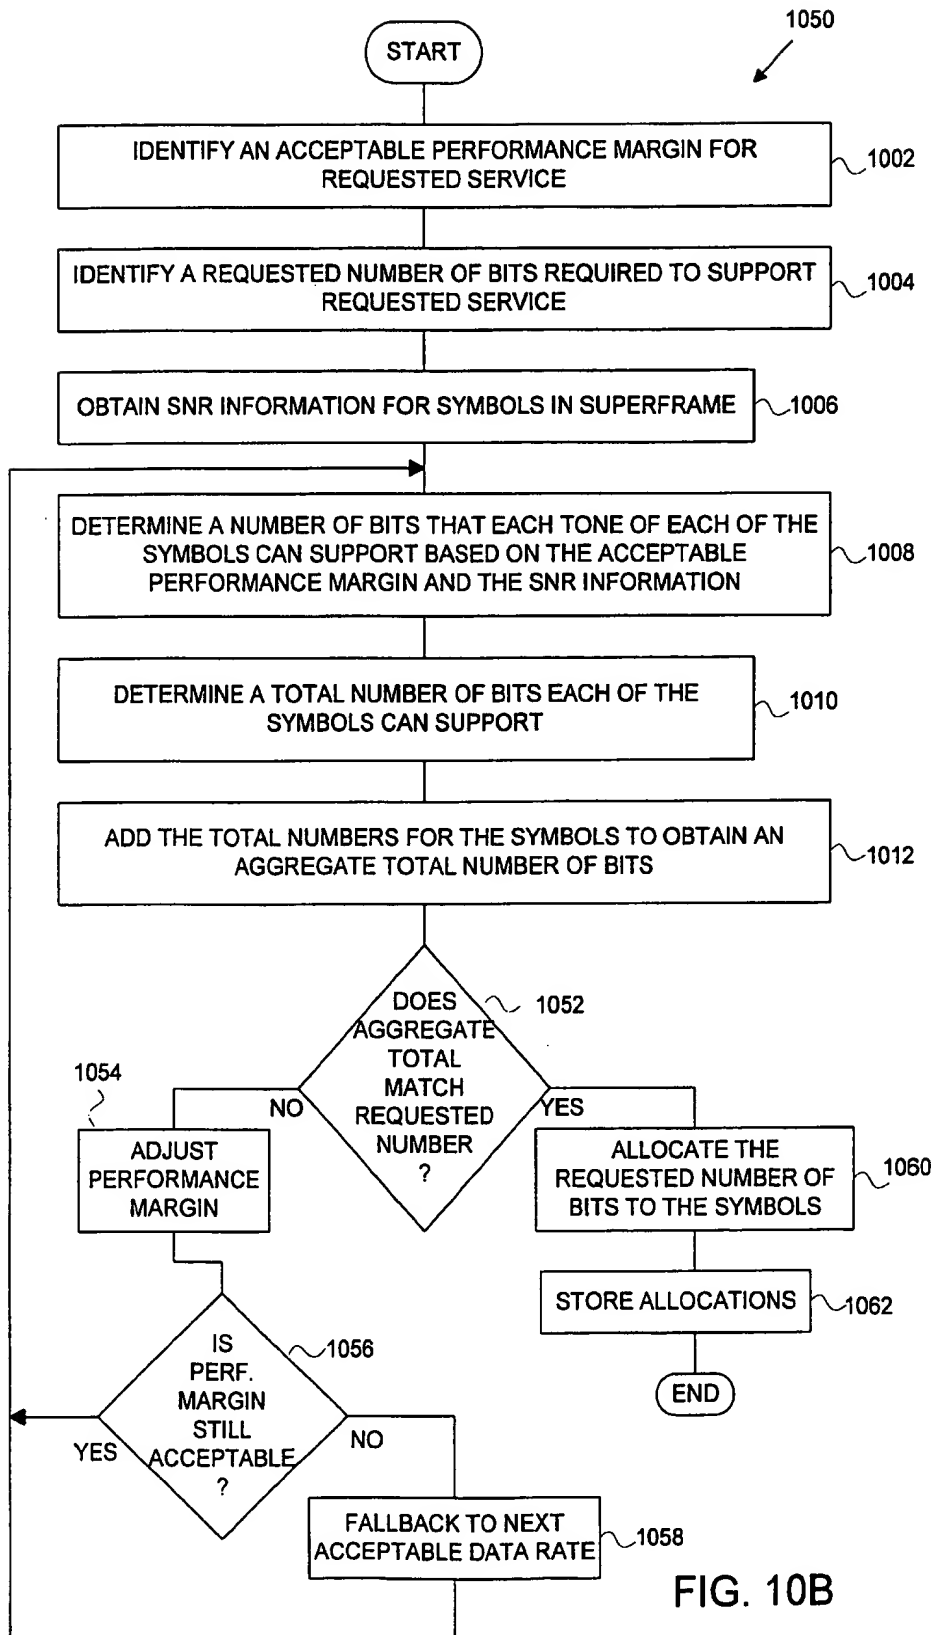 1050
START
IDENTIFY AN ACCEPTABLE PERFORMANCE MARGIN FOR
REQUESTED SERVICE
1002
IDENTIFY A REQUESTED NUMBER OF BITS REQUIRED TO SUPPORT
REQUESTED SERVICE
1004
OBTAIN SNR INFORMATION FOR SYMBOLS IN SUPERFRAME
1006
DETERMINE A NUMBER OF BITS THAT EACH TONE OF EACH OF THE
SYMBOLS CAN SUPPORT BASED ON THE ACCEPTABLE
PERFORMANCE MARGIN AND THE SNR INFORMATION
1008
DETERMINE A TOTAL NUMBER OF BITS EACH OF THE
SYMBOLS CAN SUPPORT
1010
ADD THE TOTAL NUMBERS FOR THE SYMBOLS TO OBTAIN AN
AGGREGATE TOTAL NUMBER OF BITS
1012
DOES
AGGREGATE
TOTAL
MATCH
REQUESTED
NUMBER
?
1052
NO
YES
1054
ADJUST
PERFORMANCE
MARGIN
ALLOCATE THE
REQUESTED NUMBER OF
BITS TO THE SYMBOLS
1060
STORE ALLOCATIONS
1062
END
IS
PERF.
MARGIN
STILL
ACCEPTABLE
?
1056
YES
NO
FALLBACK TO NEXT
ACCEPTABLE DATA RATE
1058
FIG. 10B